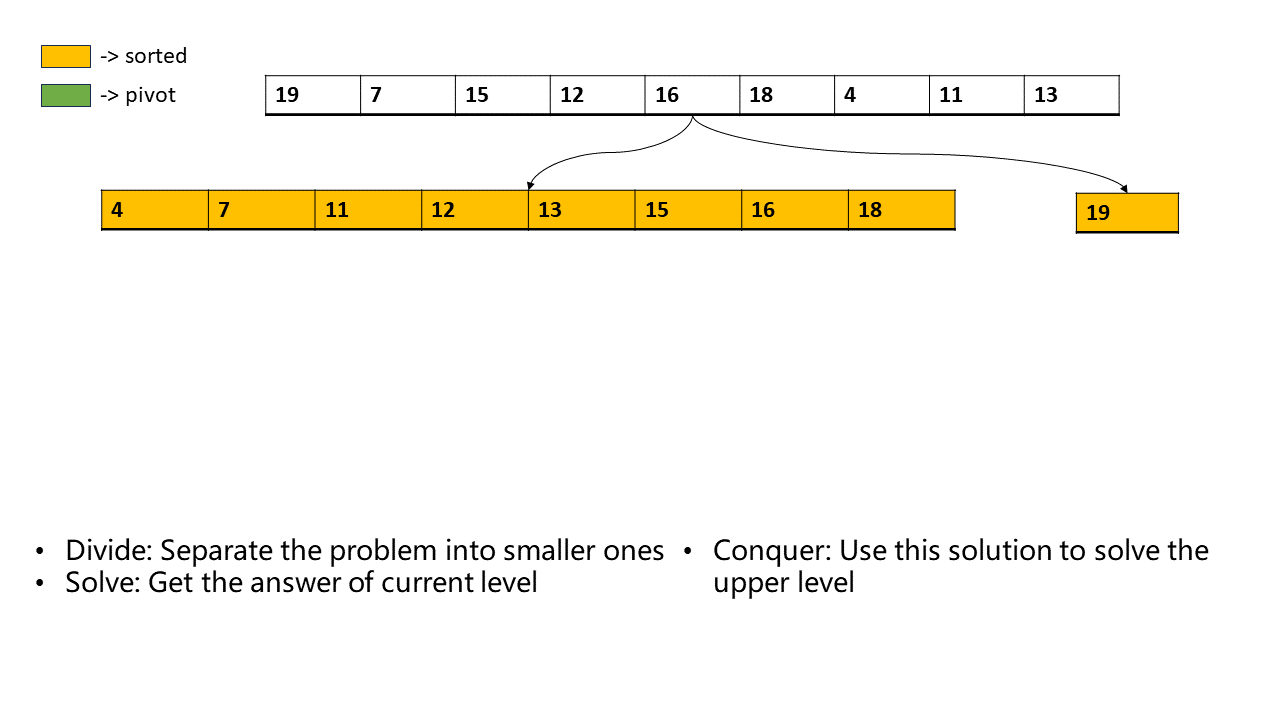 -> sorted
-> pivot
19 7 15 12 16 18 4 11 13
4 7 11 12 13 15 16 18
19
• Divide: Separate the problem into smaller ones
• Solve: Get the answer of current level
• Conquer: Use this solution to solve the
upper level